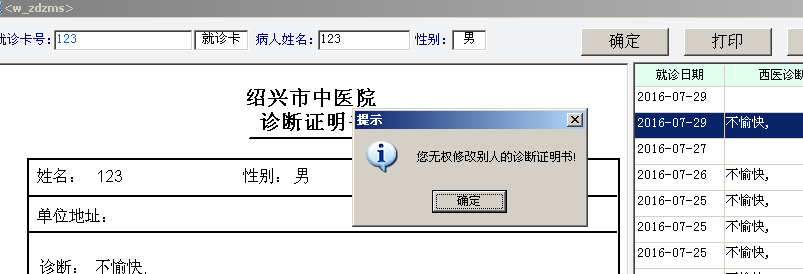 <w_zdzms>
就诊卡号:123 就诊卡 病人姓名:123 性别: 男 确定 打印
就诊日期 西医诊断
绍兴市中医院
诊断证明
姓名: 123 性别: 男
单位地址:
诊断: 不愉快,
提示
您无权修改别人的诊断证明书!
确定
2016-07-29
2016-07-29 不愉快,
2016-07-27
2016-07-26 不愉快,
2016-07-25 不愉快,
2016-07-25 不愉快,
2016-07-25 不愉快,